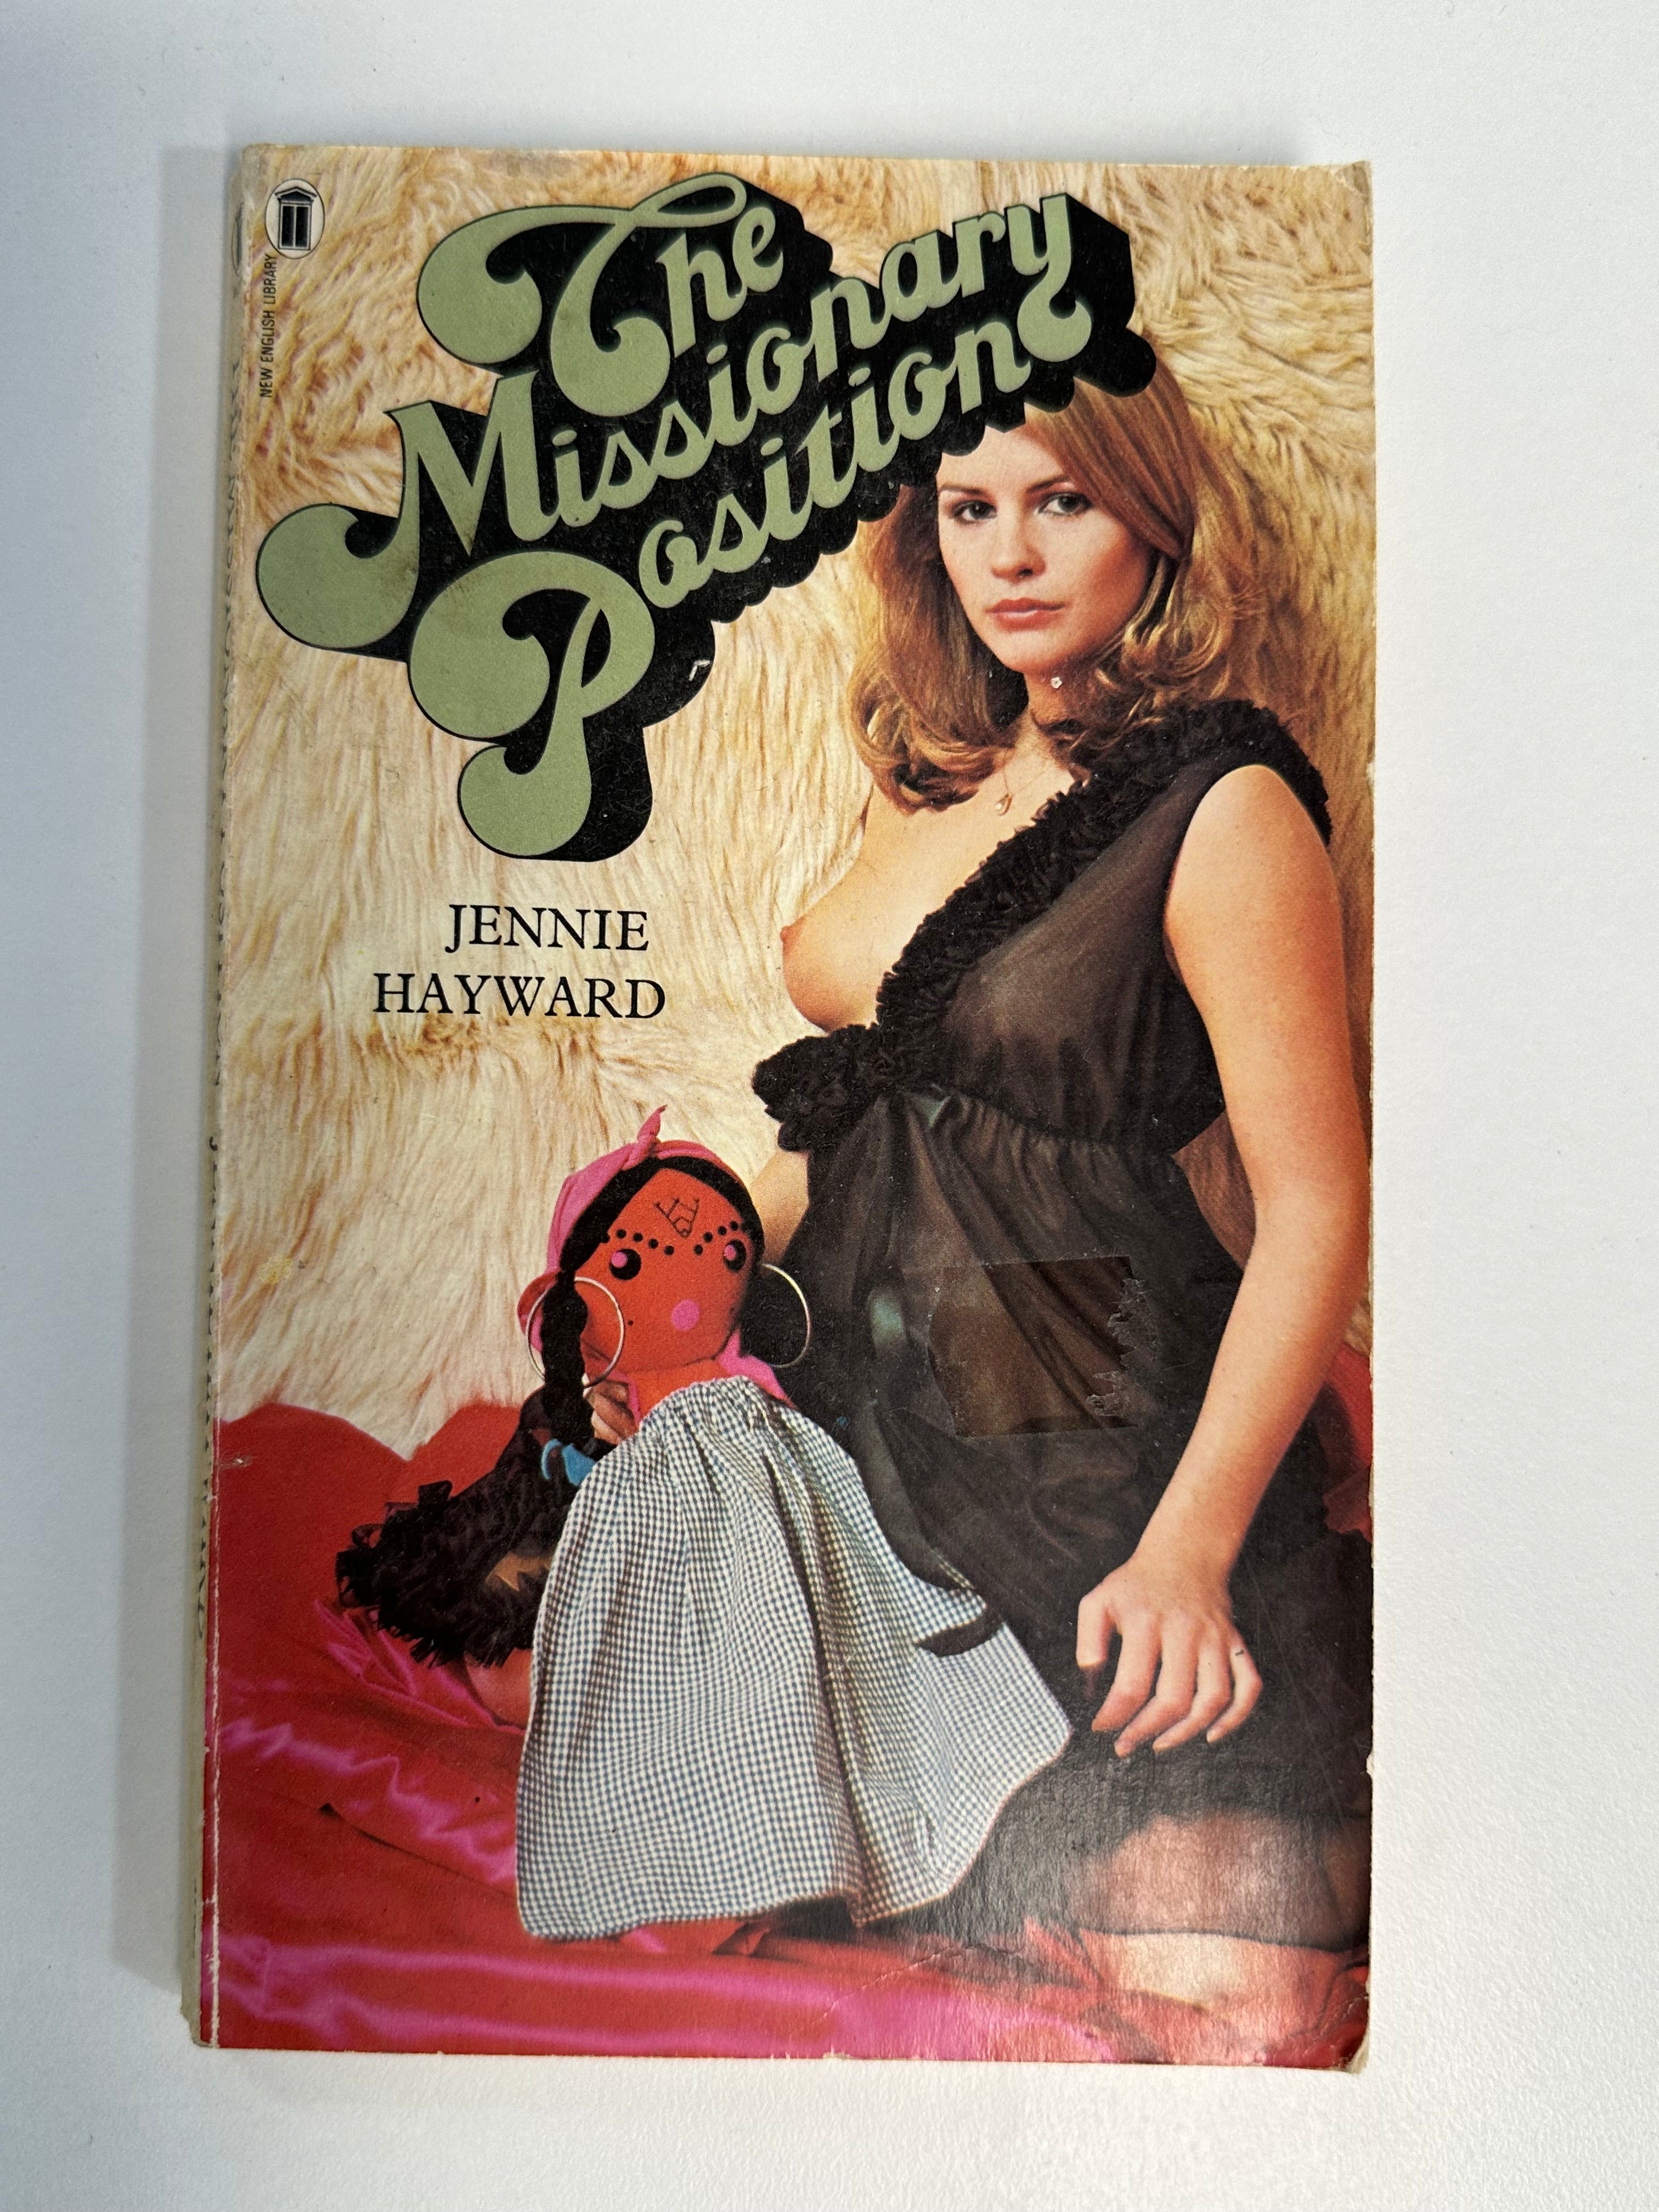 The
Missionary
Position
JENNIE
HAYWARD
NEW ENGLISH LIBRARY